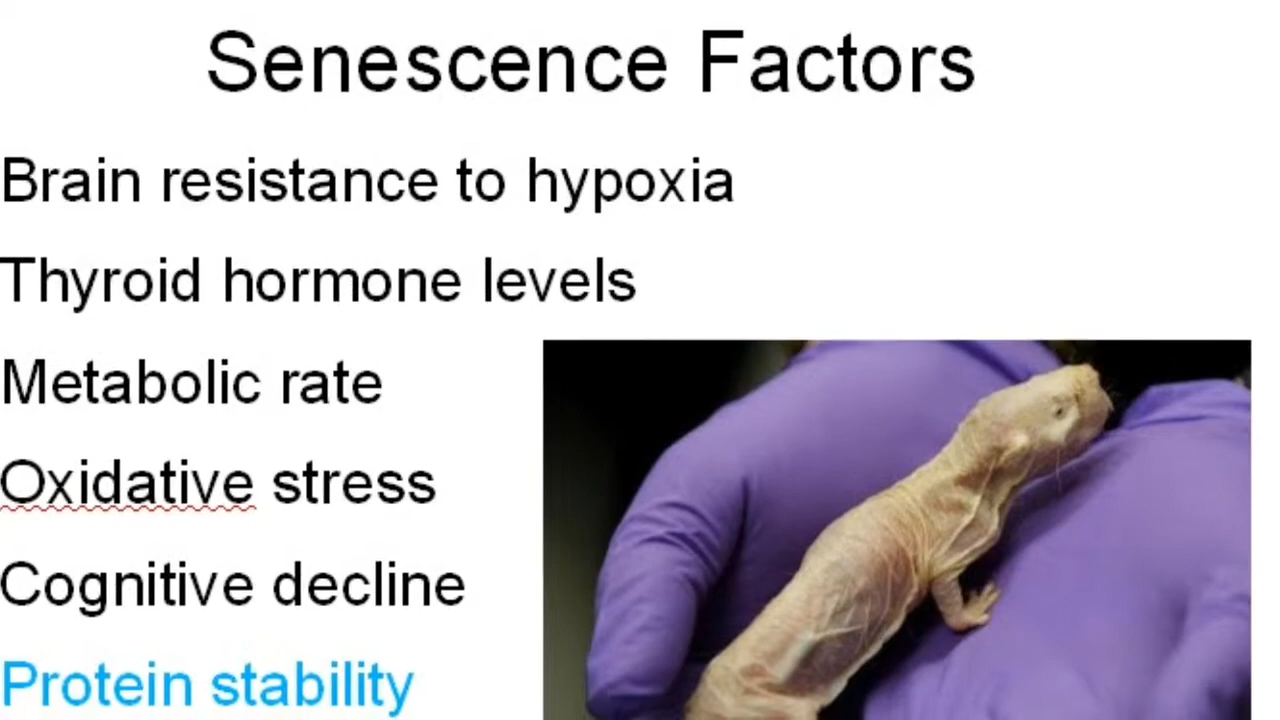 Senescence Factors
Brain resistance to hypoxia
Thyroid hormone levels
Metabolic rate
Oxidative stress
Cognitive decline
Protein stability